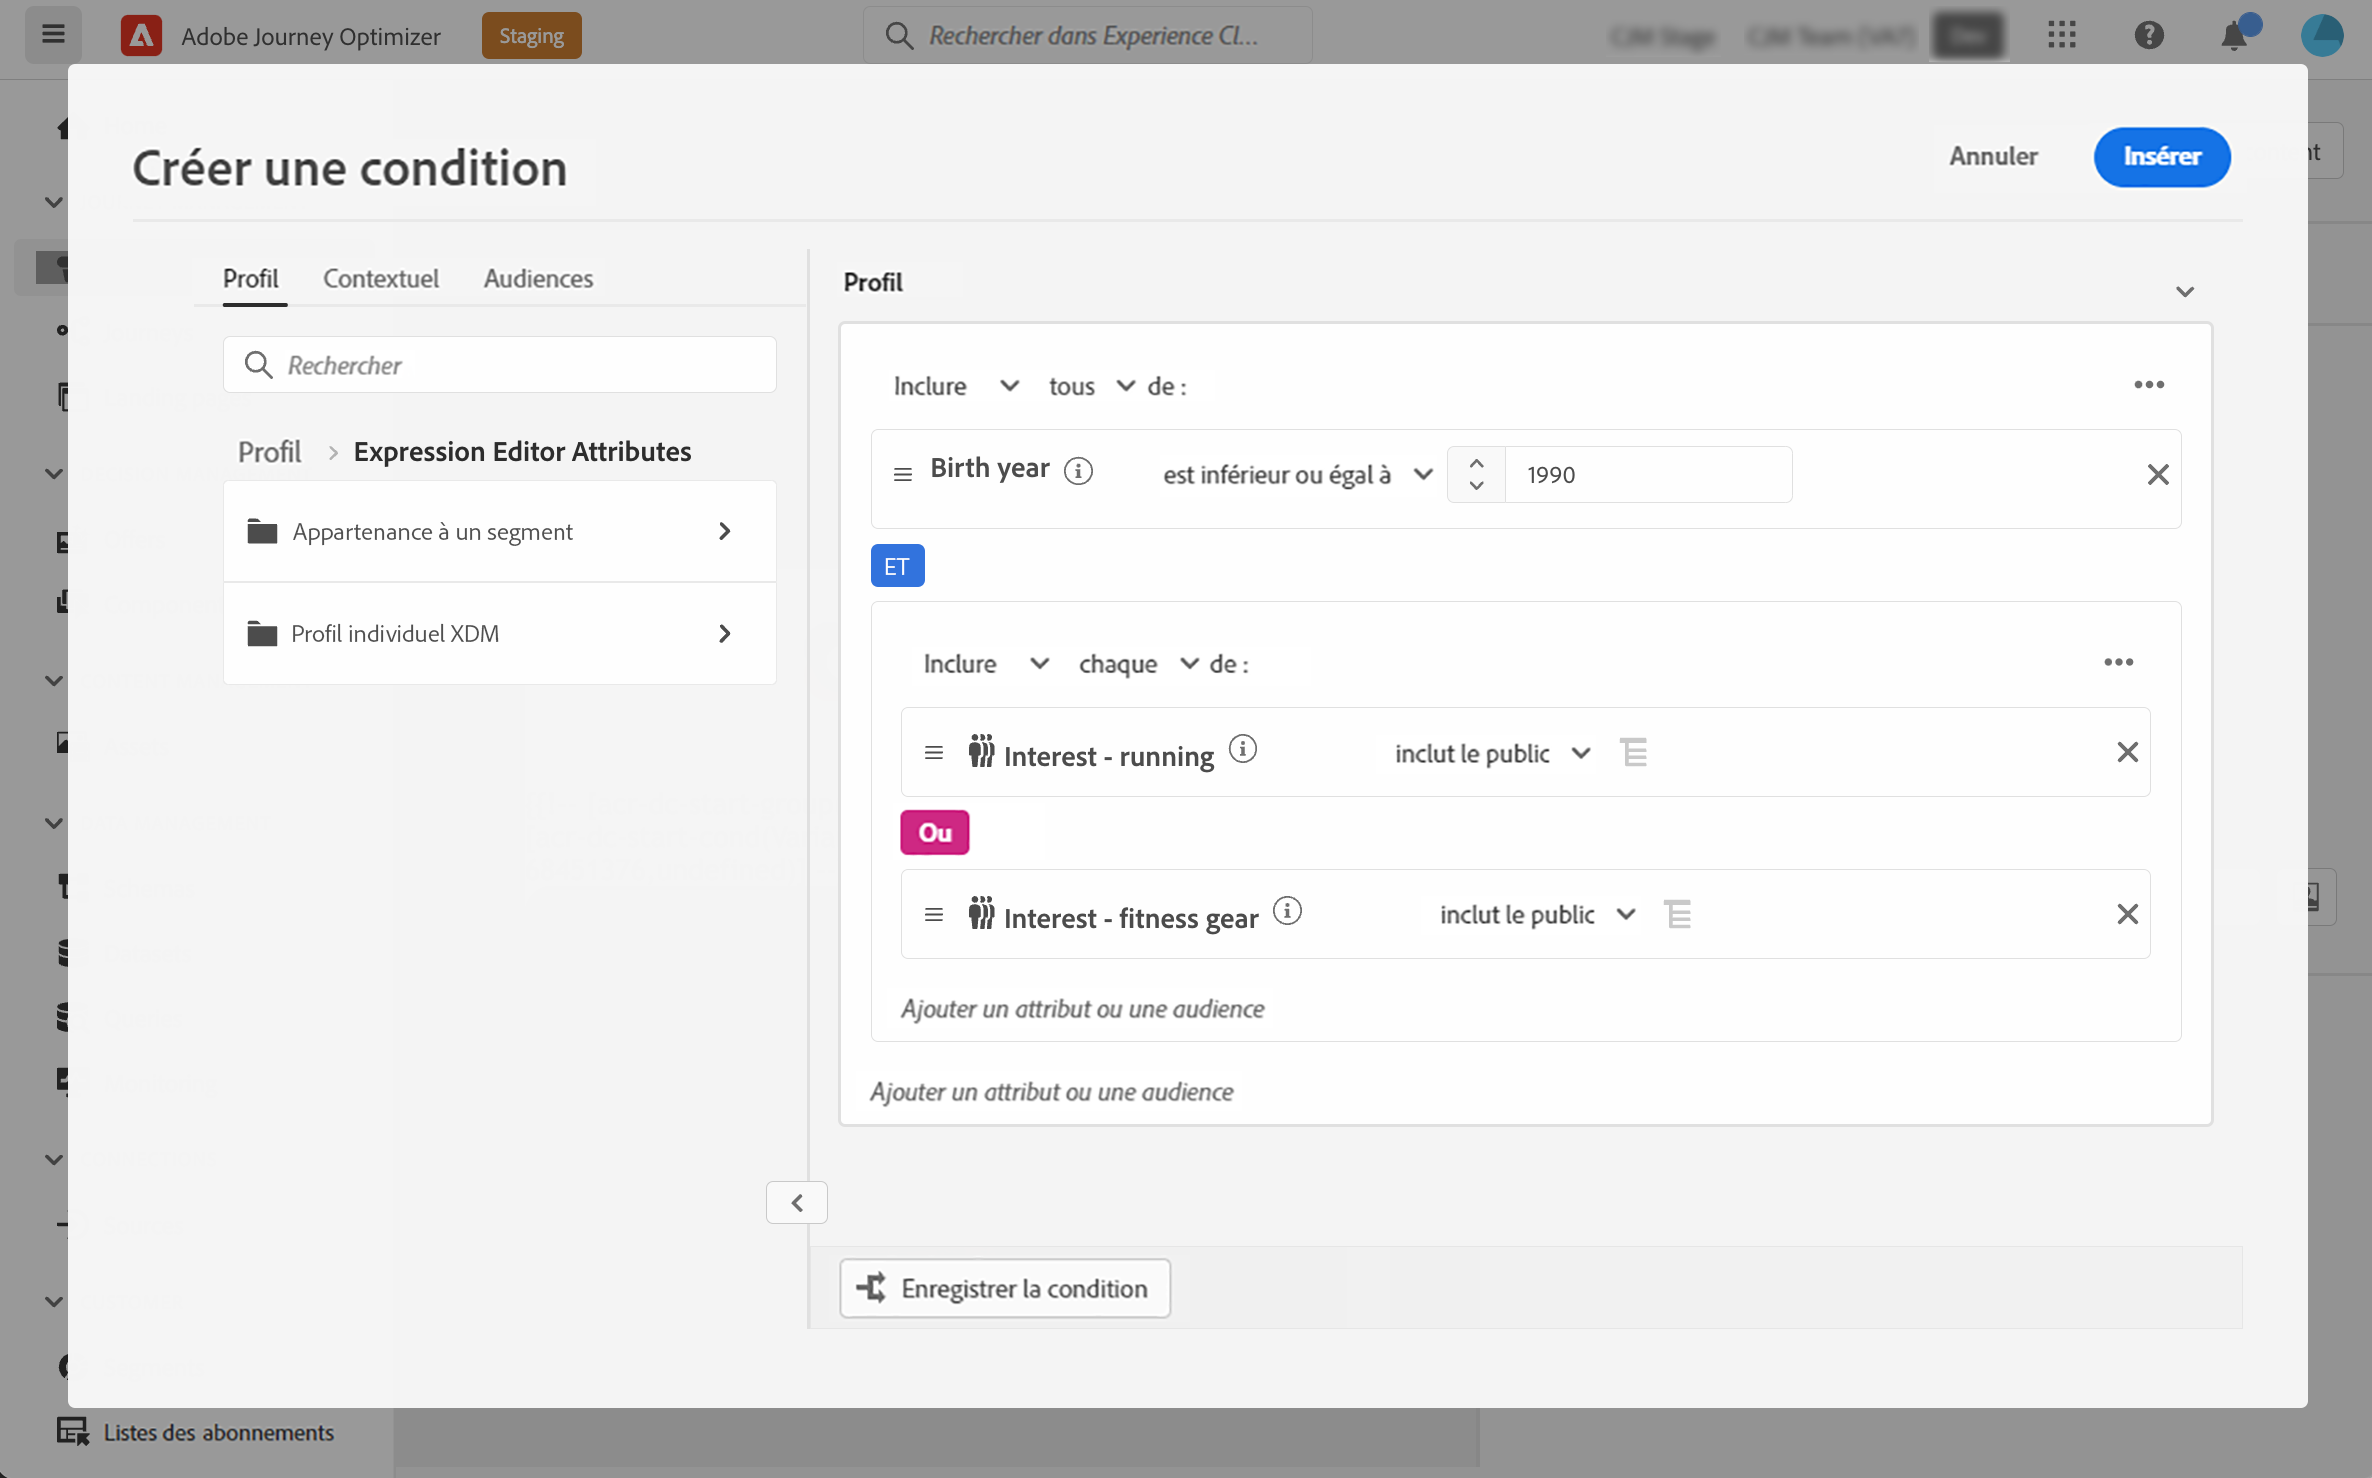 Adobe Journey Optimizer
Staging
Rechercher dans Experience Cl...
Créer une condition
Annuler
Insérer
Profil
Contextuel
Audiences
Rechercher
Profil > Expression Editor Attributes
Appartenance à un segment
Profil individuel XDM
Profil
Inclure tous de :
Birth year est inférieur ou égal à 1990
ET
Inclure chaque de :
Interest - running inclut le public
Ou
Interest - fitness gear inclut le public
Ajouter un attribut ou une audience
Ajouter un attribut ou une audience
Enregistrer la condition
Listes des abonnements